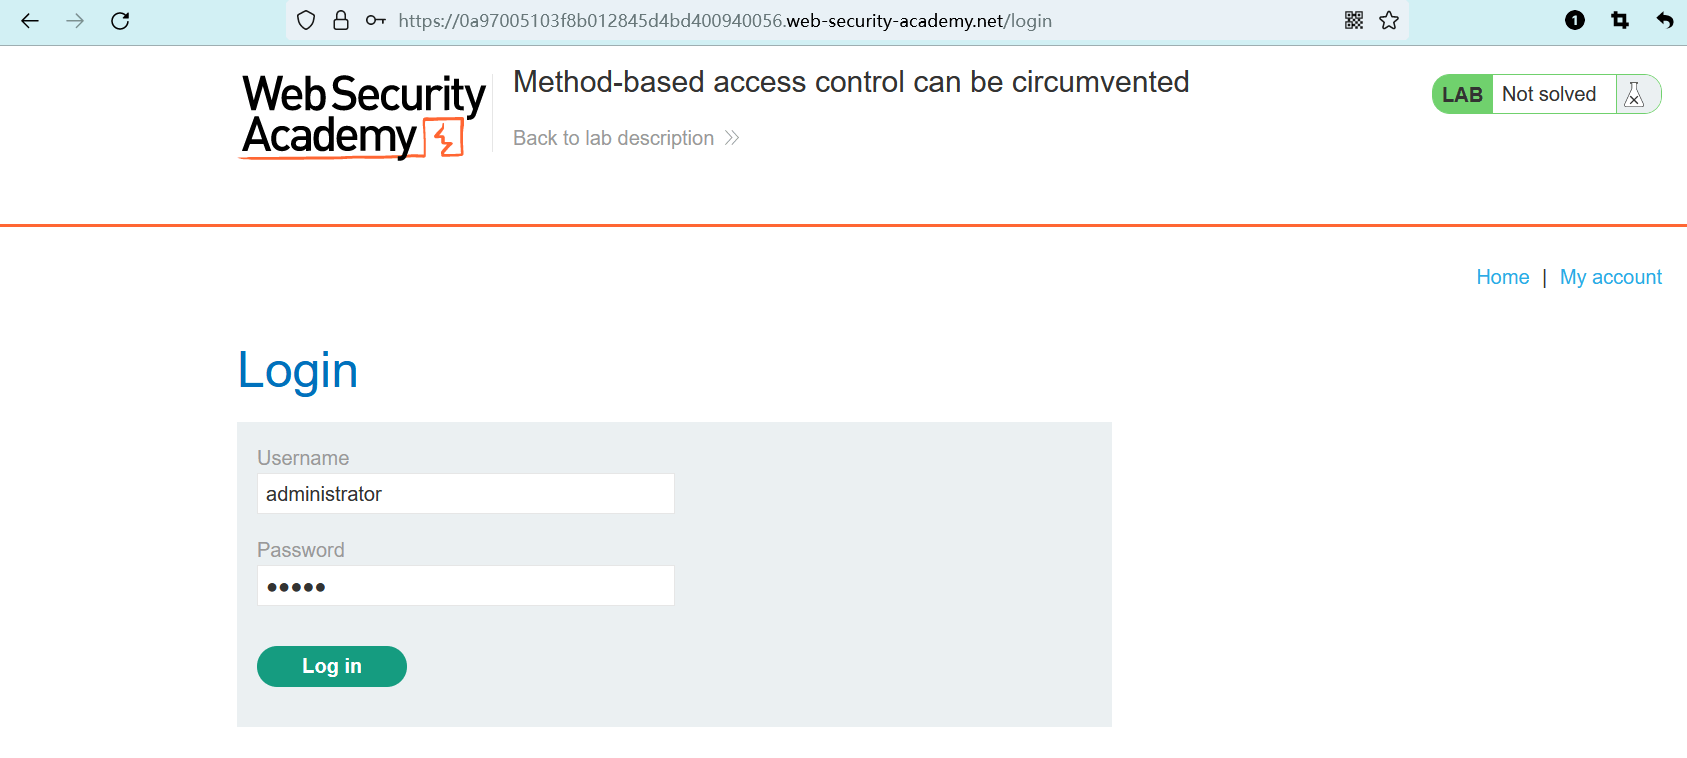 https://0a97005103f8b012845d4bd400940056.web-security-academy.net/login
1
Web Security
Academy
Method-based access control can be circumvented
Back to lab description
LAB Not solved
Home | My account
Login
Username
administrator
Password
•••••
Log in